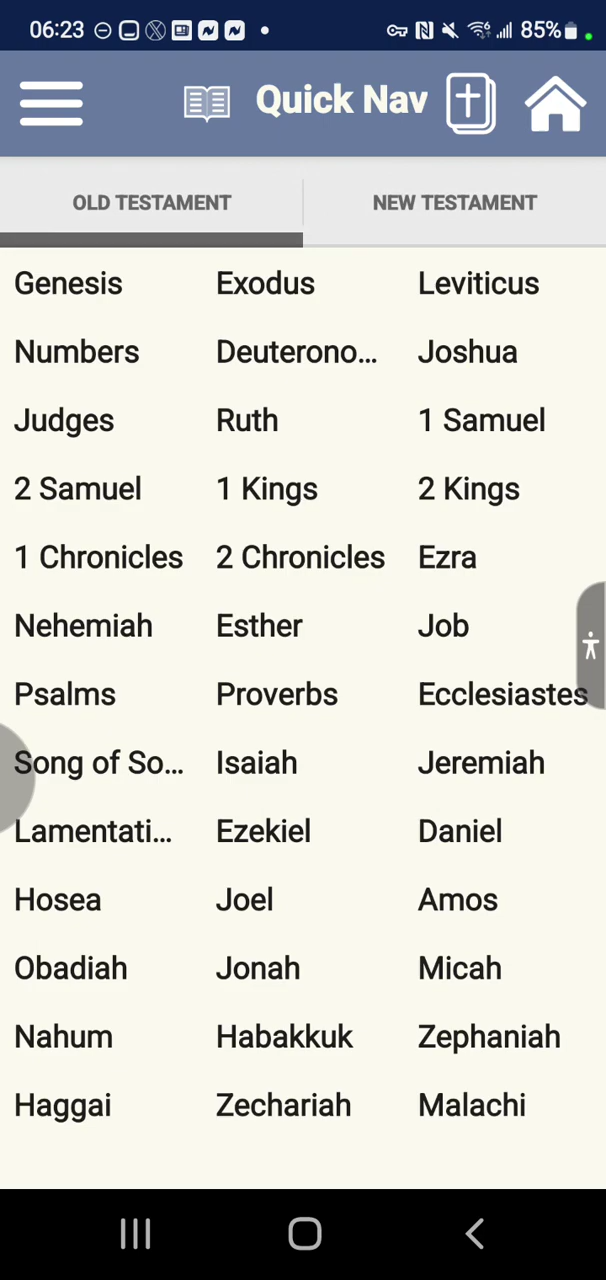 06:23 85%
Quick Nav
OLD TESTAMENT NEW TESTAMENT
Genesis Exodus Leviticus
Numbers Deuterono... Joshua
Judges Ruth 1 Samuel
2 Samuel 1 Kings 2 Kings
1 Chronicles 2 Chronicles Ezra
Nehemiah Esther Job
Psalms Proverbs Ecclesiastes
Song of So... Isaiah Jeremiah
Lamentati... Ezekiel Daniel
Hosea Joel Amos
Obadiah Jonah Micah
Nahum Habakkuk Zephaniah
Haggai Zechariah Malachi